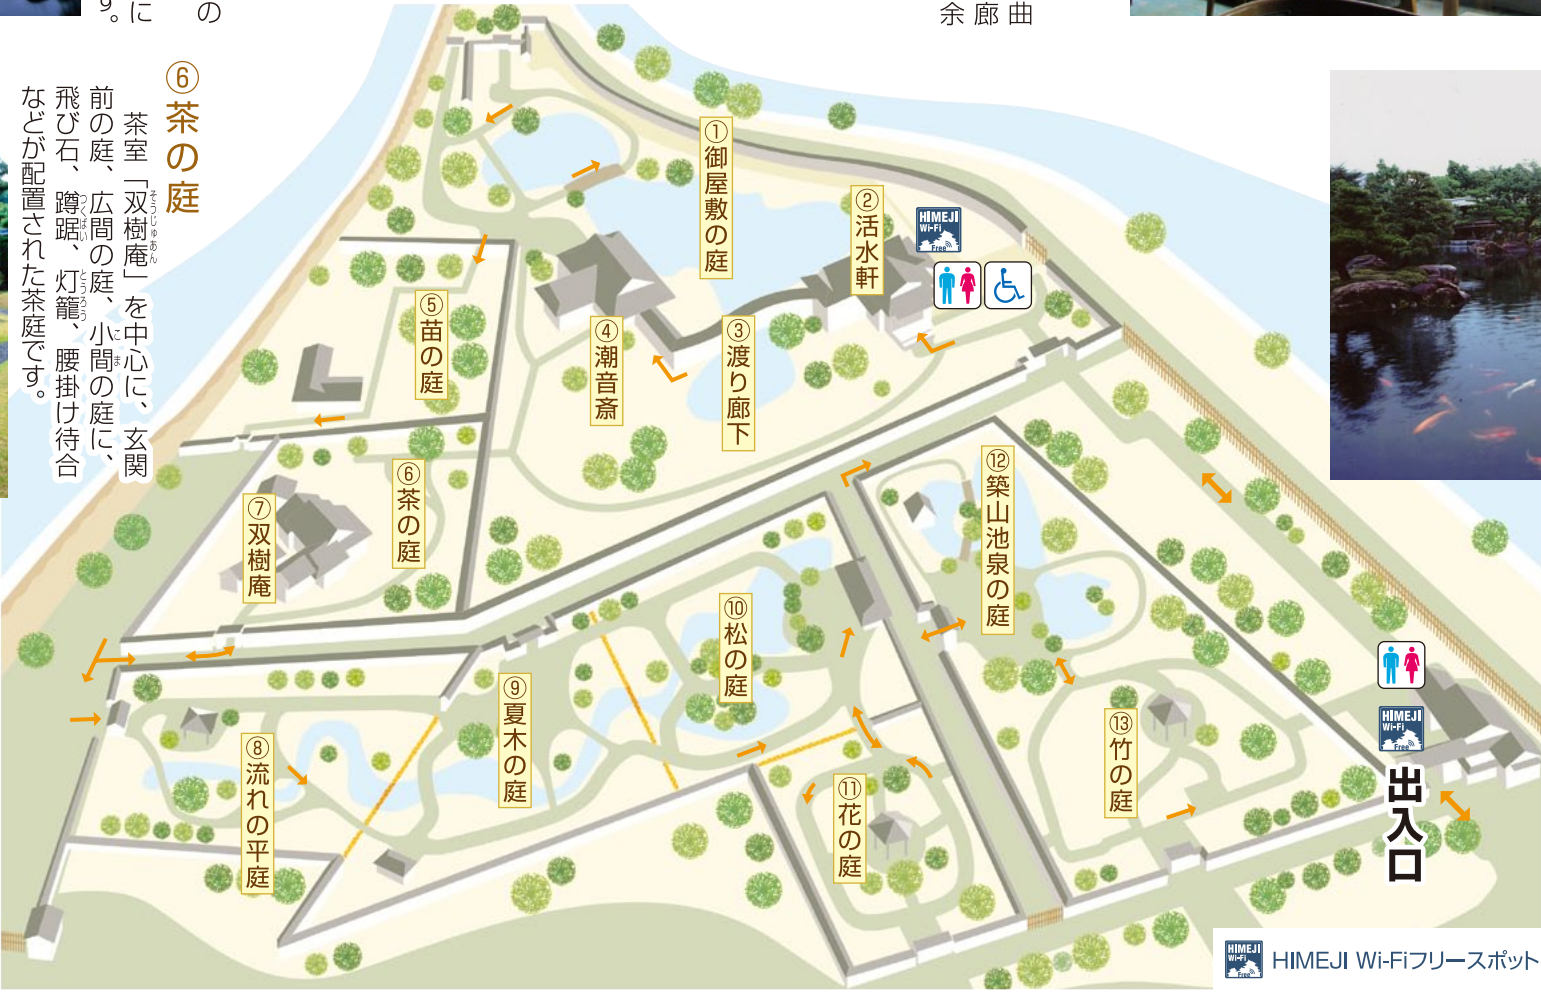 す。
に
の
余
廊
曲
⑥茶の庭
茶室「双樹庵」を中心に、玄関
そうじゅあん
前の庭、広間の庭、小間の庭に、
こま
飛び石、蹲踞、灯籠、腰掛け待合
つくばい
とうろう
などが配置された茶庭です。
①御屋敷の庭
②活水軒
HIMEJI
Wi-Fi
Free
③渡り廊下
④潮音斎
⑤苗の庭
⑥茶の庭
⑦双樹庵
⑧流れの平庭
⑨夏木の庭
⑩松の庭
⑪花の庭
⑫築山池泉の庭
⑬竹の庭
HIMEJI
Wi-Fi
Free
出入口
HIMEJI
Wi-Fi
Free
HIMEJI Wi-Fiフリースポット